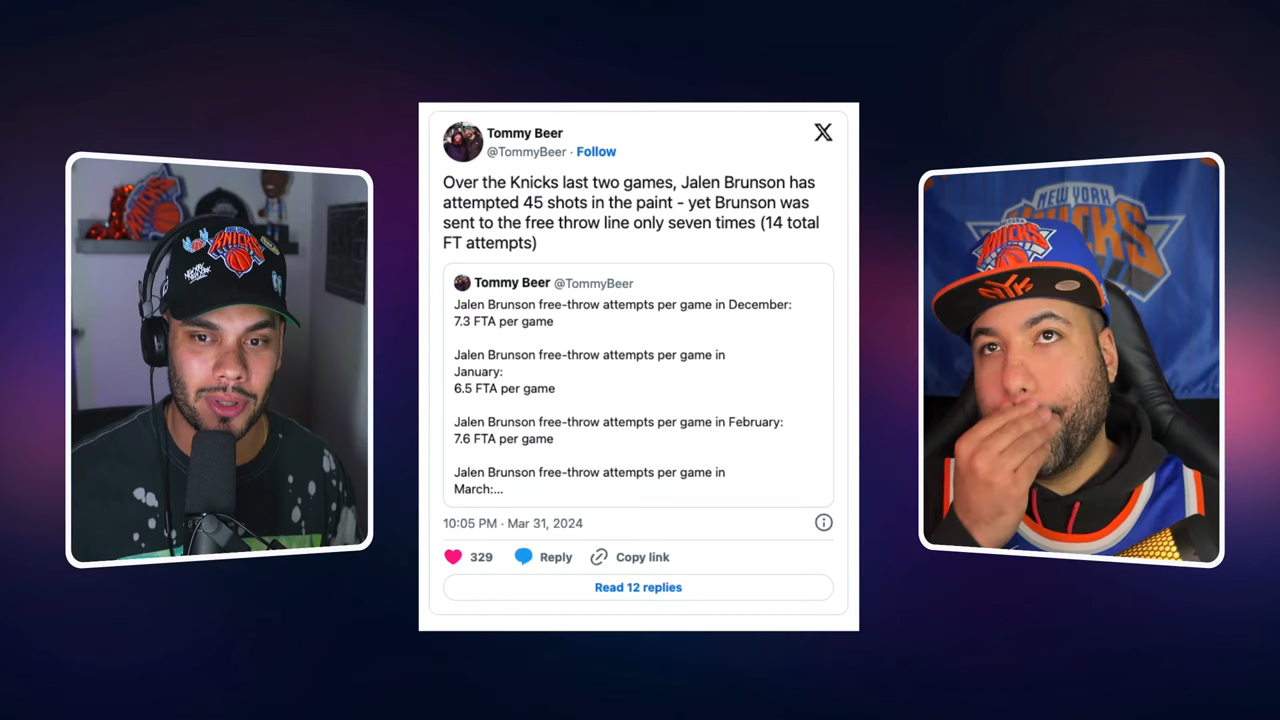 Tommy Beer
@TommyBeer · Follow
Over the Knicks last two games, Jalen Brunson has
attempted 45 shots in the paint - yet Brunson was
sent to the free throw line only seven times (14 total
FT attempts)
Tommy Beer @TommyBeer
Jalen Brunson free-throw attempts per game in December:
7.3 FTA per game
Jalen Brunson free-throw attempts per game in
January:
6.5 FTA per game
Jalen Brunson free-throw attempts per game in February:
7.6 FTA per game
Jalen Brunson free-throw attempts per game in
March:...
10:05 PM · Mar 31, 2024
329 Reply Copy link
Read 12 replies
KNICKS
NEW YORK
KNICKS
KNICKS
NYK